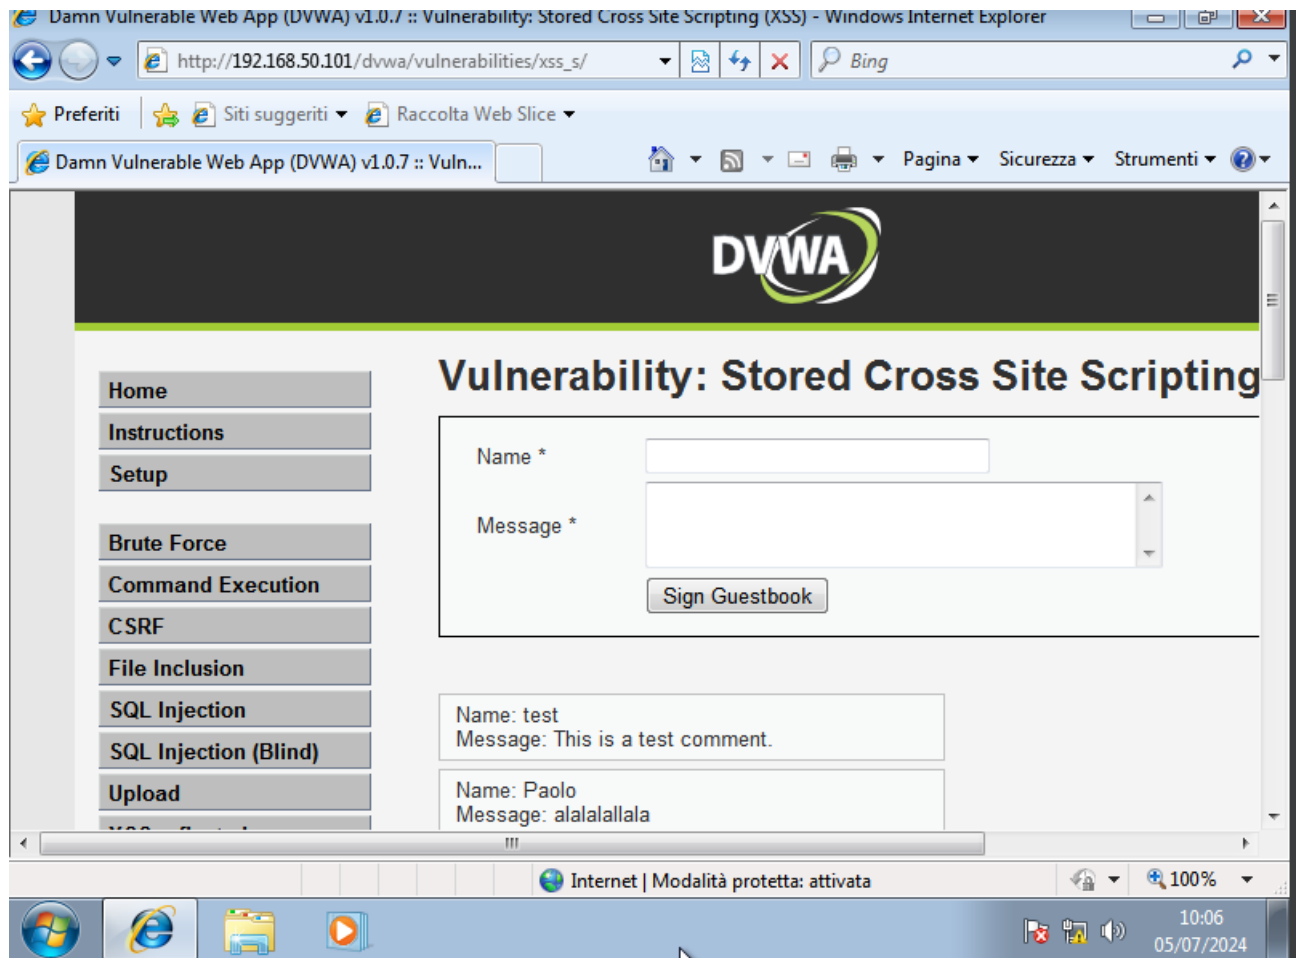 Damn Vulnerable Web App (DVWA) v1.0.7 :: Vulnerability: Stored Cross Site Scripting (XSS) - Windows Internet Explorer
http://192.168.50.101/dvwa/vulnerabilities/xss_s/
Bing
Preferiti
Siti suggeriti
Raccolta Web Slice
Damn Vulnerable Web App (DVWA) v1.0.7 :: Vuln...
Pagina
Sicurezza
Strumenti
DVWA
Home
Instructions
Setup
Brute Force
Command Execution
CSRF
File Inclusion
SQL Injection
SQL Injection (Blind)
Upload
Vulnerability: Stored Cross Site Scripting
Name *
Message *
Sign Guestbook
Name: test
Message: This is a test comment.
Name: Paolo
Message: alalalallala
Internet | Modalità protetta: attivata
100%
10:06
05/07/2024